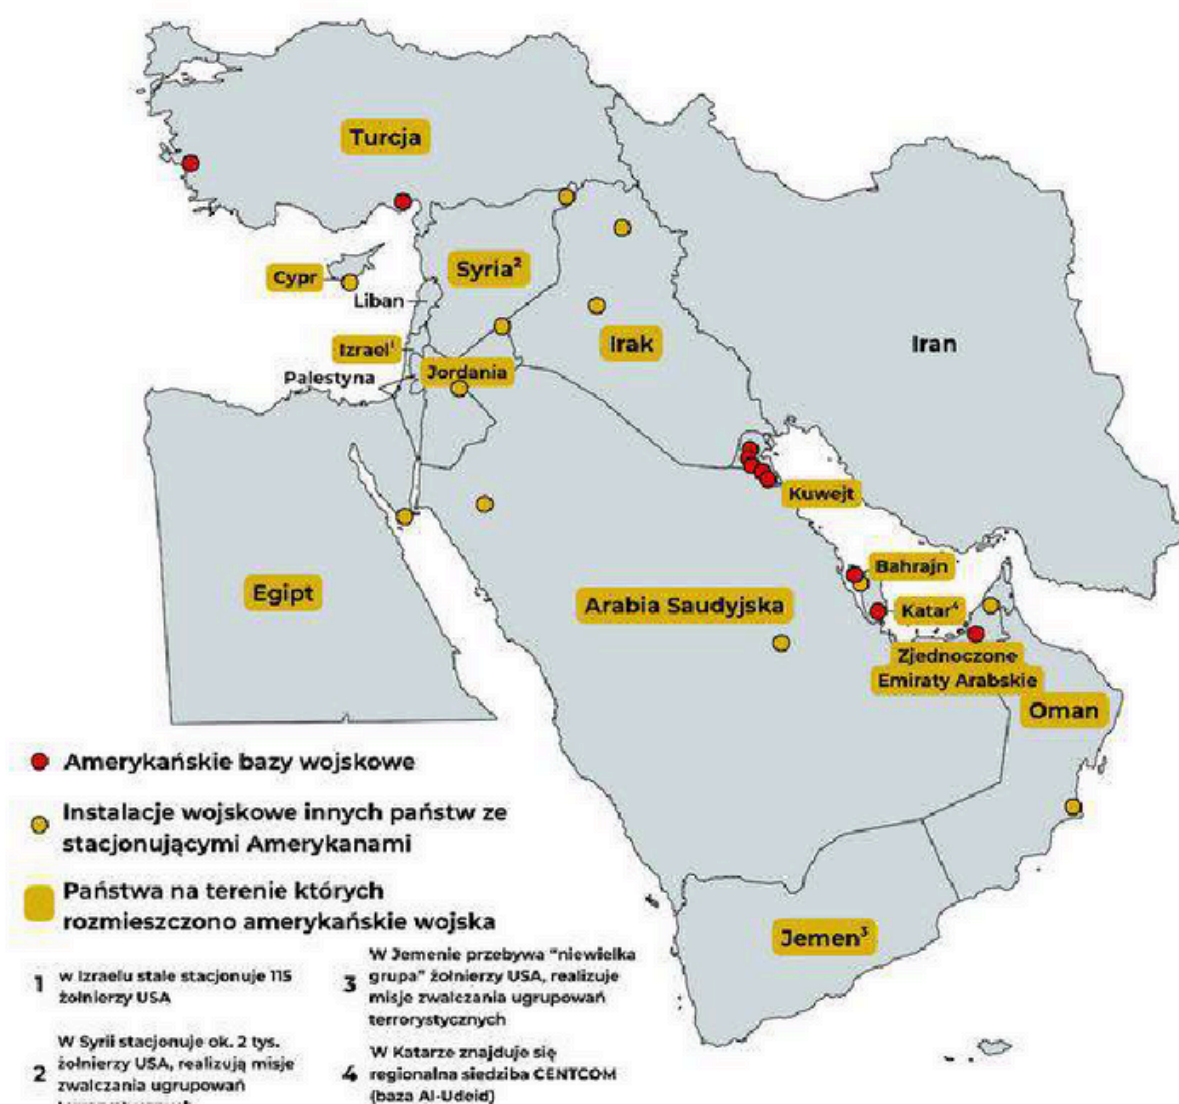 Turcja
Cypr
Syria²
Liban
Izrael¹
Irak
Iran
Palestyna
Jordania
Kuwejt
Bahrajn
Egipt
Arabia Saudyjska
Katar⁴
Zjednoczone
Emiraty Arabskie
Oman
Jemen³
Amerykańskie bazy wojskowe
Instalacje wojskowe innych państw ze
stacjonującymi Amerykanami
Państwa na terenie których
rozmieszczono amerykańskie wojska
1
w Izraelu stale stacjonuje 115
żołnierzy USA
2
W Syrii stacjonuje ok. 2 tys.
żołnierzy USA, realizują misje
zwalczania ugrupowań
3
W Jemenie przebywa "niewielka
grupa" żołnierzy USA, realizuje
misje zwalczania ugrupowań
terrorystycznych
4
W Katarze znajduje się
regionalna siedziba CENTCOM
(baza Al-Udeid)